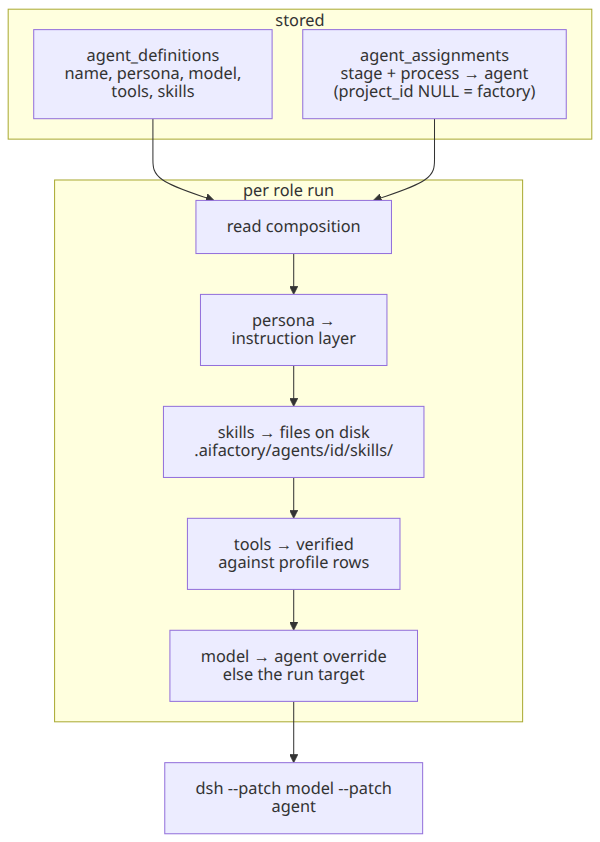 stored
agent_definitions
name, persona, model,
tools, skills
agent_assignments
stage + process → agent
(project_id NULL = factory)
per role run
read composition
persona →
instruction layer
skills → files on disk
.aifactory/agents/id/skills/
tools → verified
against profile rows
model → agent override
else the run target
dsh --patch model --patch
agent